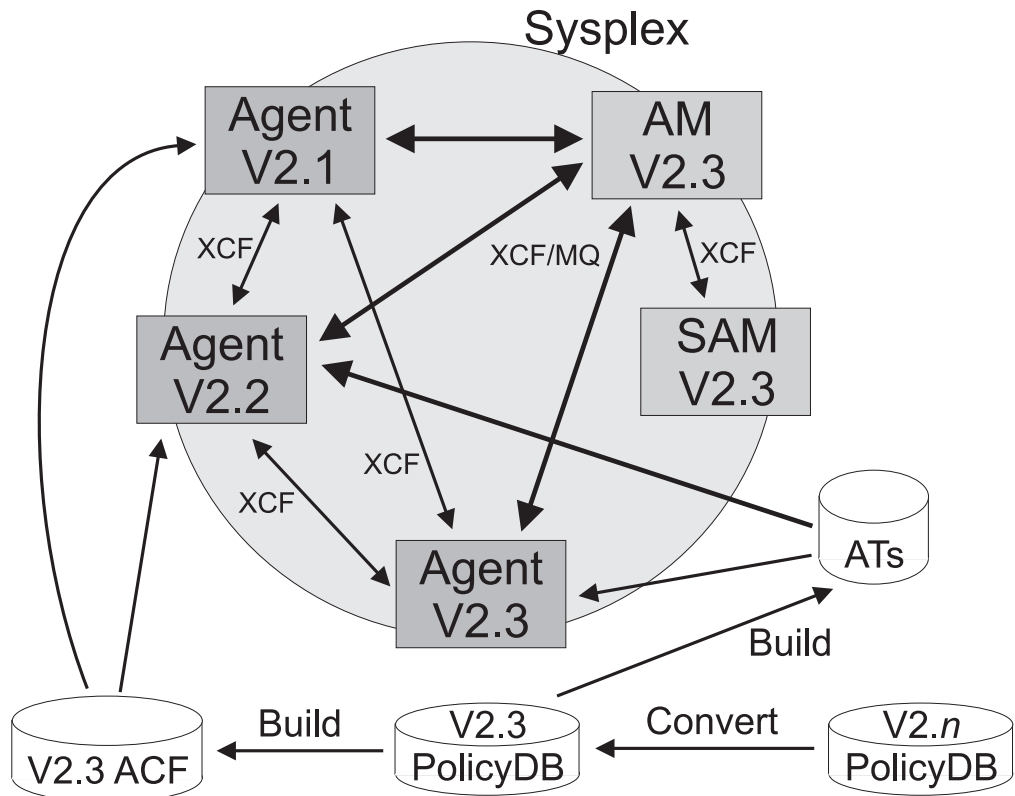 Sysplex
Agent
V2.1
AM
V2.3
XCF
XCF/MQ
XCF
Agent
V2.2
SAM
V2.3
XCF
XCF
Agent
V2.3
ATs
Build
V2.3 ACF
Build
V2.3
PolicyDB
Convert
V2.n
PolicyDB